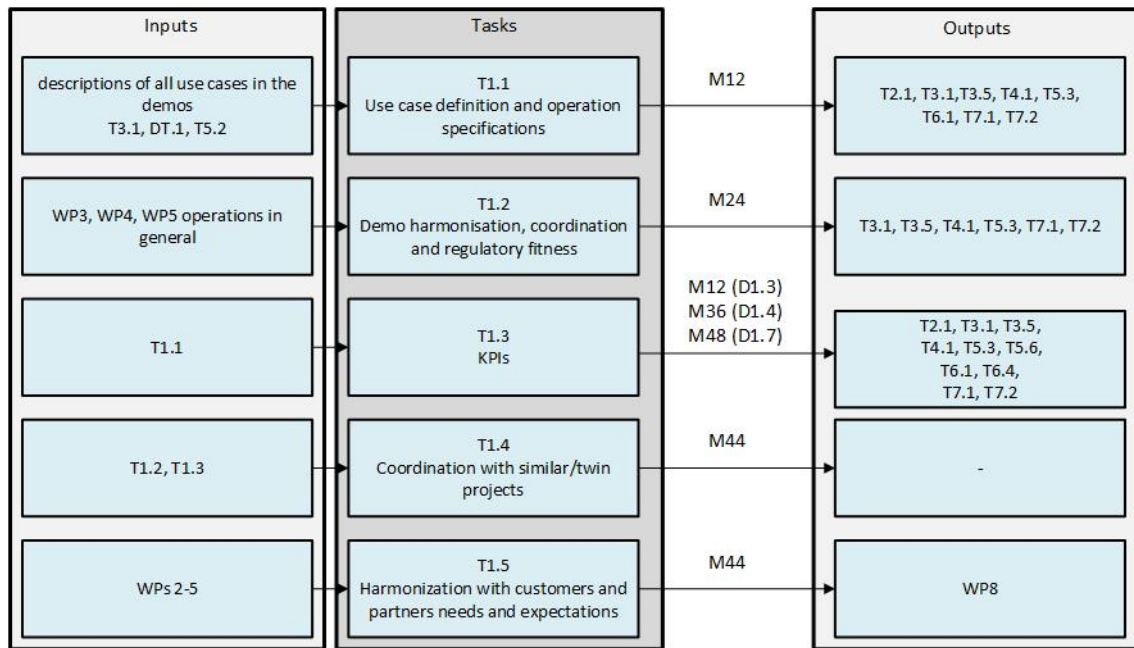 Inputs
Tasks
Outputs
descriptions of all use cases in the
demos
T3.1, DT.1, T5.2
T1.1
Use case definition and operation
specifications
M12
T2.1, T3.1,T3.5, T4.1, T5.3,
T6.1, T7.1, T7.2
WP3, WP4, WP5 operations in
general
T1.2
Demo harmonisation, coordination
and regulatory fitness
M24
T3.1, T3.5, T4.1, T5.3, T7.1, T7.2
T1.1
T1.3
KPIs
M12 (D1.3)
M36 (D1.4)
M48 (D1.7)
T2.1, T3.1, T3.5,
T4.1, T5.3, T5.6,
T6.1, T6.4,
T7.1, T7.2
T1.2, T1.3
T1.4
Coordination with similar/twin
projects
M44
-
WPs 2-5
T1.5
Harmonization with customers and
partners needs and expectations
M44
WP8